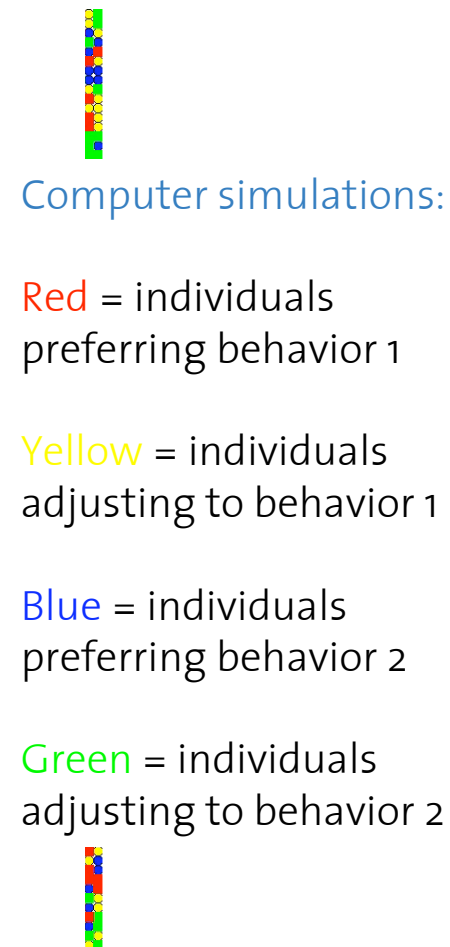 Computer simulations:
Red = individuals
preferring behavior 1
Yellow = individuals
adjusting to behavior 1
Blue = individuals
preferring behavior 2
Green = individuals
adjusting to behavior 2